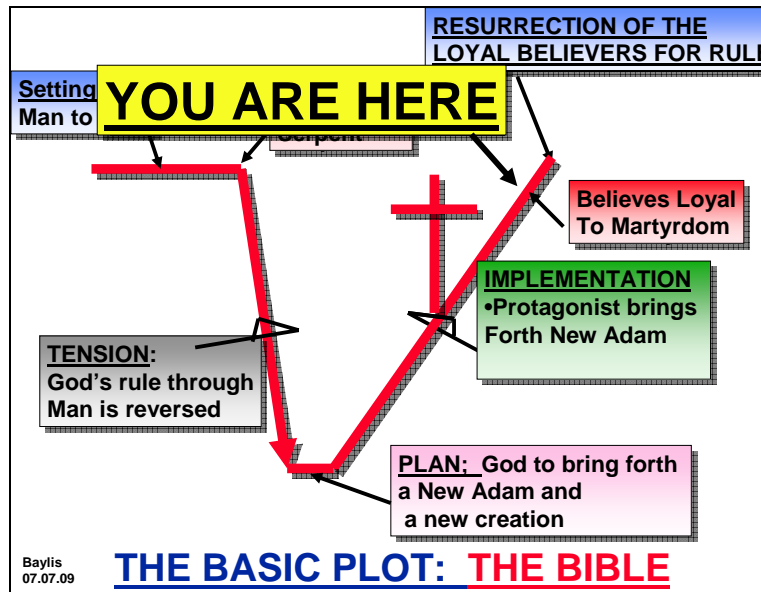 RESURRECTION OF THE
LOYAL BELIEVERS FOR RULE
Setting
Man to
YOU ARE HERE
Serpent
Believes Loyal
To Martyrdom
IMPLEMENTATION
•Protagonist brings
Forth New Adam
TENSION:
God's rule through
Man is reversed
PLAN; God to bring forth
a New Adam and
a new creation
Baylis
07.07.09
THE BASIC PLOT: THE BIBLE